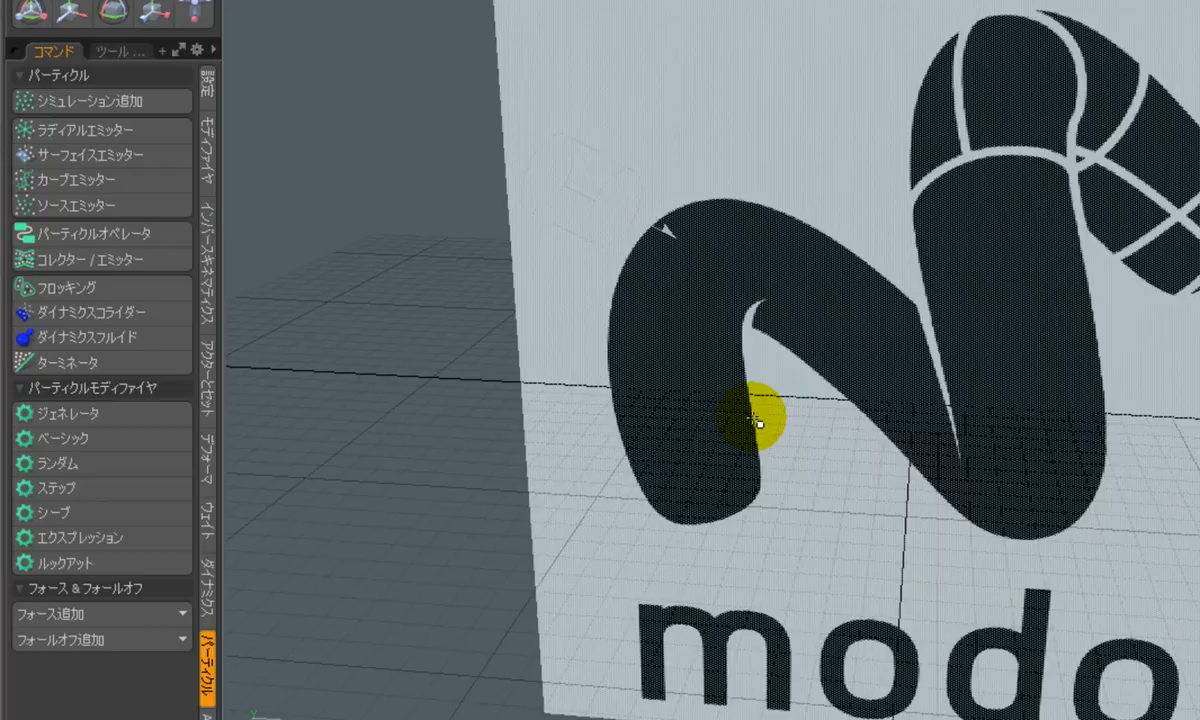 コマンド ツール ...
パーティクル
シミュレーション追加
ラディアルエミッター
サーフェイスエミッター
カーブエミッター
ソースエミッター
パーティクルオペレータ
コレクター / エミッター
フロッキング
ダイナミクスコライダー
ダイナミクスフルイド
ターミネータ
パーティクルモディファイヤ
ジェネレータ
ベーシック
ランダム
ステップ
シーブ
エクスプレッション
ルックアット
フォース & フォールオフ
フォース追加
フォールオフ追加
設定
モディファイヤ
インバースキネマティクス
アクターとセット
デフォーマ
ウェイト
ダイナミクス
パーティクル
modo
Y